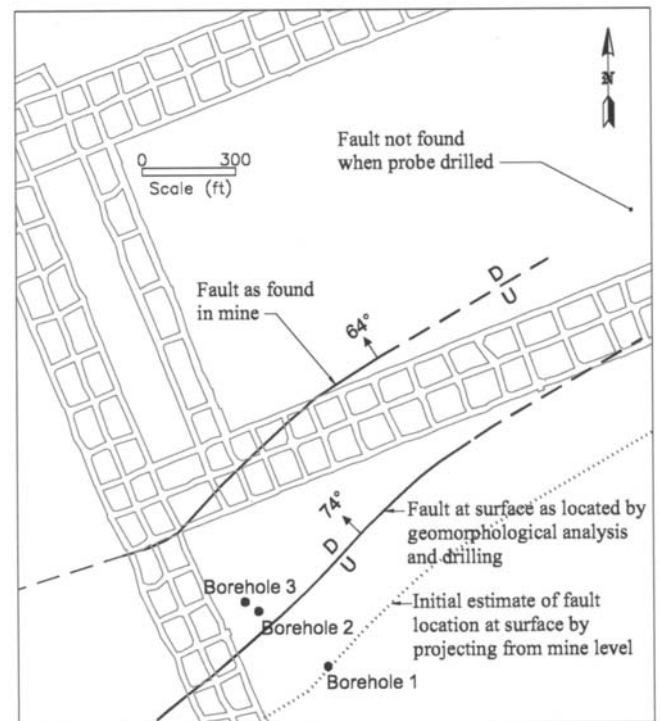 N
Fault not found
when probe drilled
0 300
Scale (ft)
D
U
Fault as found
in mine
64°
74°
D
U
Fault at surface as located by
geomorphological analysis
and drilling
Borehole 3
Borehole 2
Initial estimate of fault
location at surface by
projecting from mine level
Borehole 1